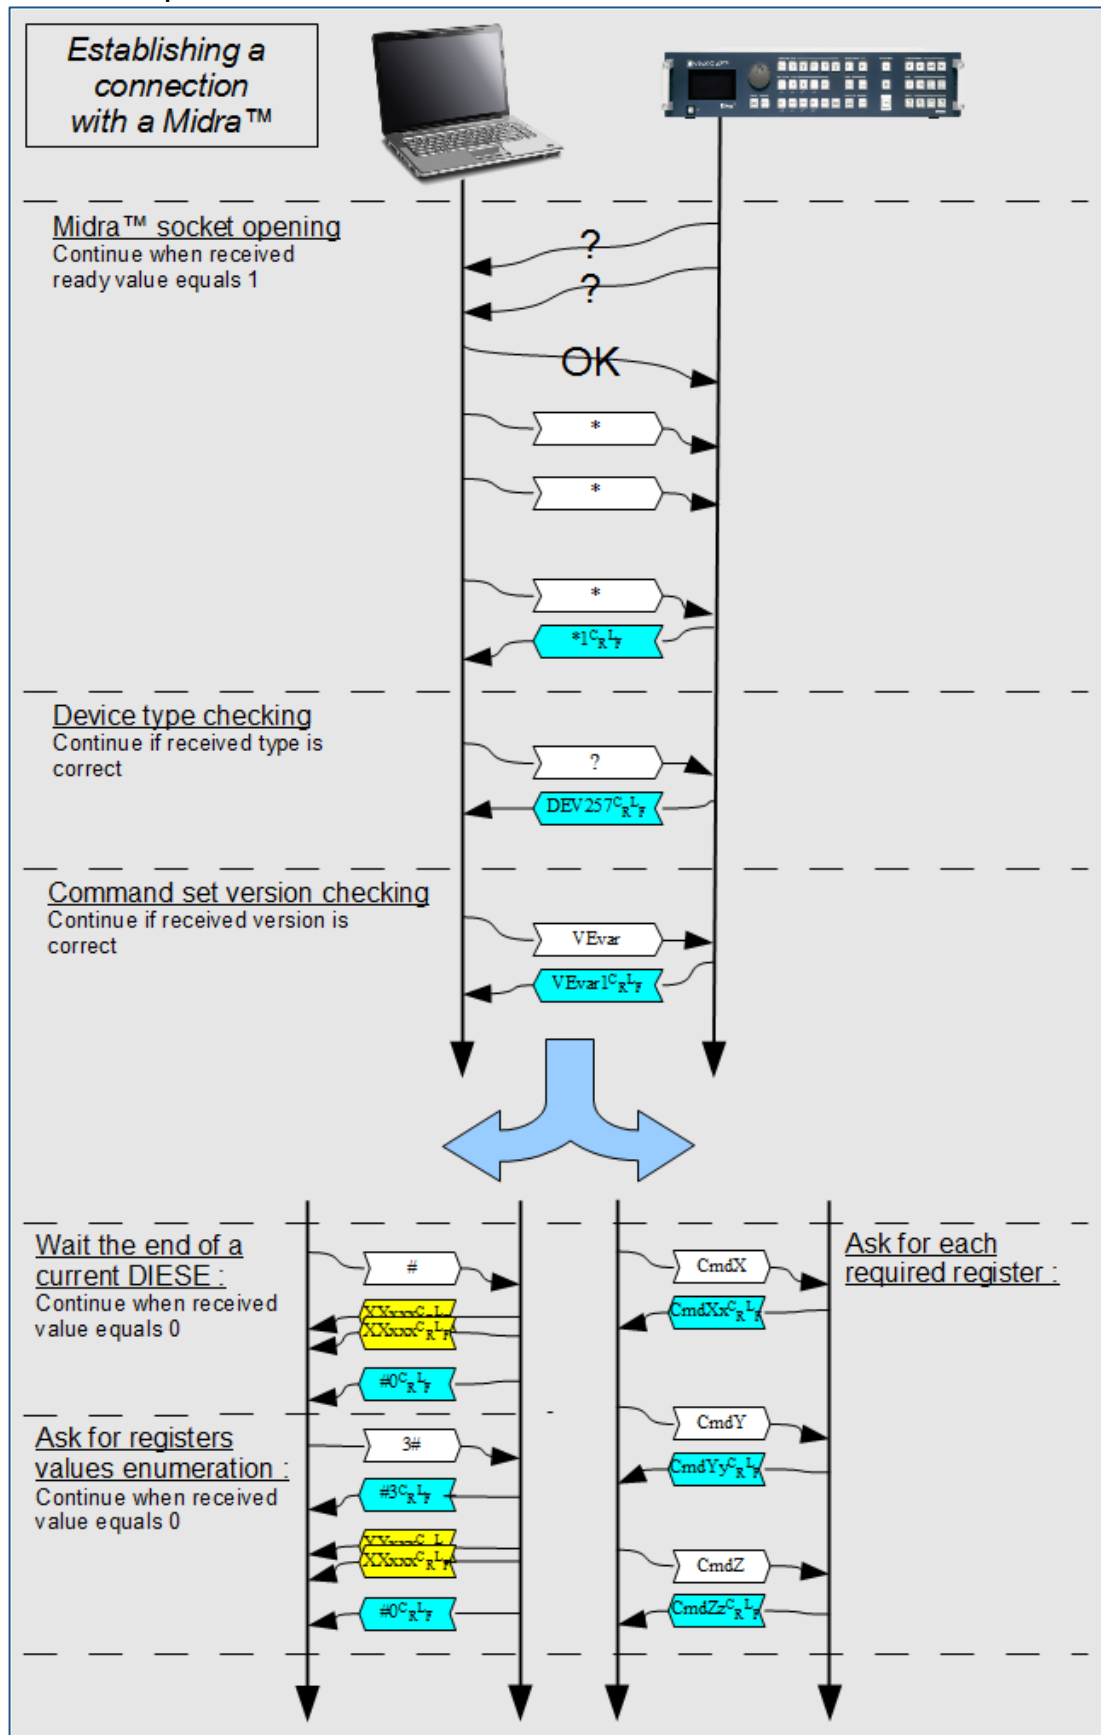 Establishing a
connection
with a Midra™
Midra™ socket opening
Continue when received
ready value equals 1
?
?
OK
*
*
*
*1CRLF
Device type checking
Continue if received type is
correct
?
DEV257CRLF
Command set version checking
Continue if received version is
correct
VEvar
VEvar1CRLF
Wait the end of a
current DIESE :
Continue when received
value equals 0
#
XXxxxCRLF
#0CRLF
Ask for registers
values enumeration :
Continue when received
value equals 0
3#
#3CRLF
XXxxxCRLF
#0CRLF
Ask for each
required register :
CmdX
CmdXxCRLF
CmdY
CmdYyCRLF
CmdZ
CmdZzCRLF